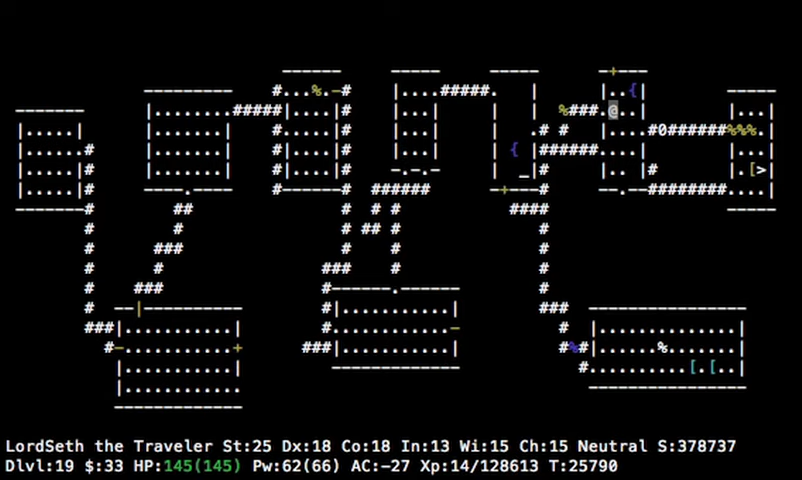 LordSeth the Traveler St:25 Dx:18 Co:18 In:13 Wi:15 Ch:15 Neutral S:378737
Dlvl:19 $:33 HP:145(145) Pw:62(66) AC:-27 Xp:14/128613 T:25790